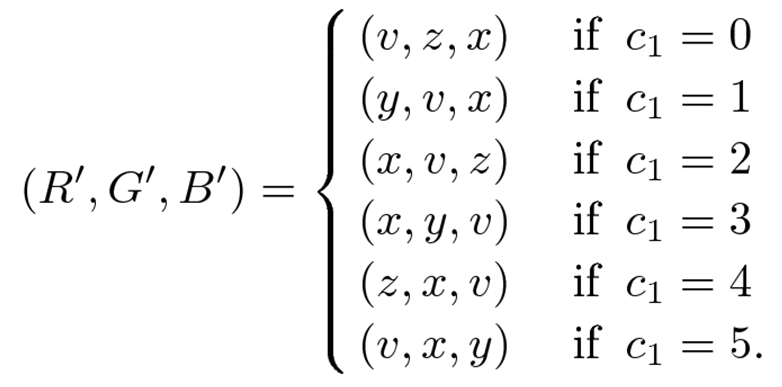 (v, z, x) if c₁ = 0
(y, v, x) if c₁ = 1
(x, v, z) if c₁ = 2
(R′, G′, B′) =
(x, y, v) if c₁ = 3
(z, x, v) if c₁ = 4
(v, x, y) if c₁ = 5.